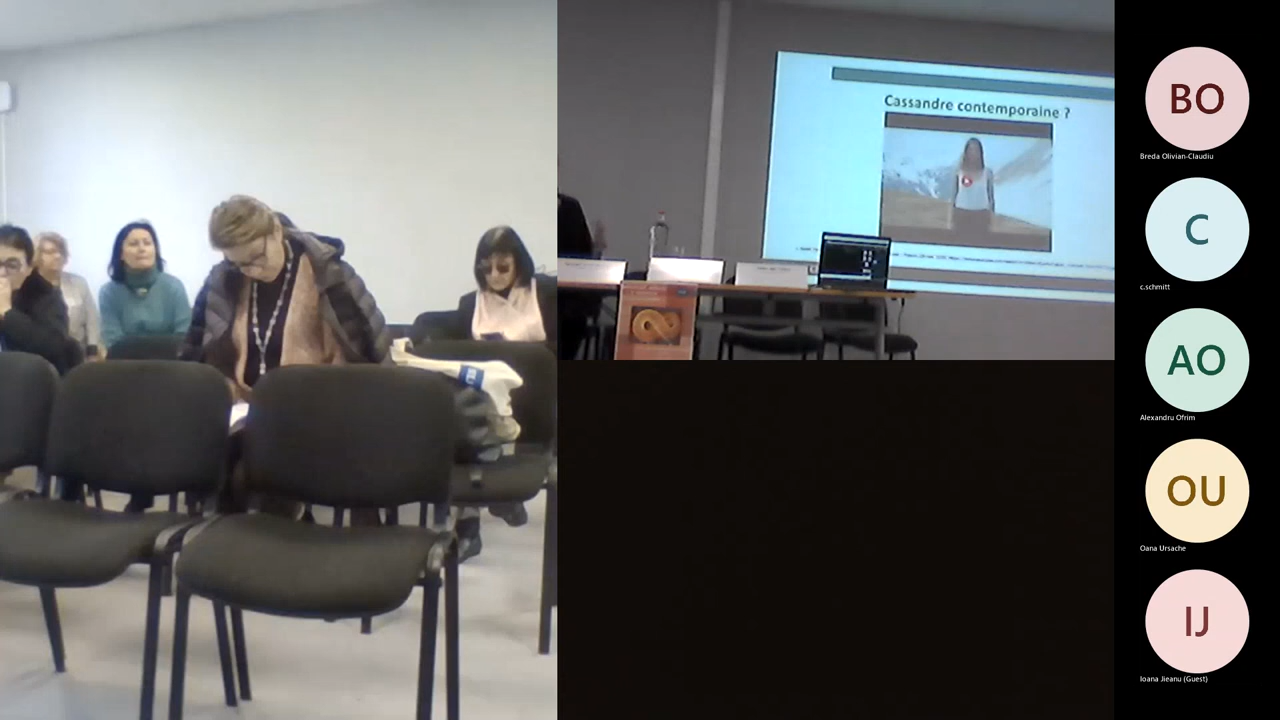 Cassandre contemporaine ?
BO
Breda Olivian-Claudiu
C
c.schmitt
AO
Alexandru Ofrim
OU
Oana Ursache
IJ
Ioana Jieanu (Guest)